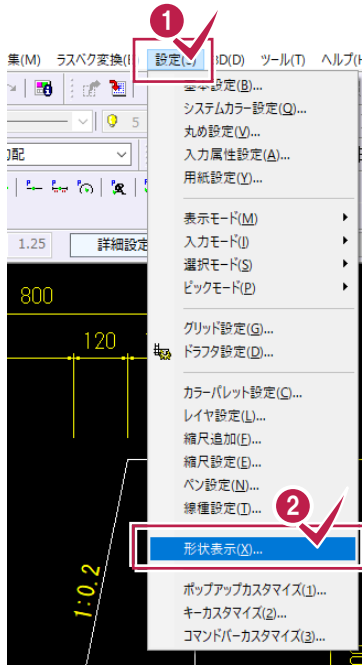 1
集(M) ラスベク変換(
設定(
3D(D) ツール(T) ヘルプ(H
5
配
1.25 詳細設定
800
120
1:0.2
基本設定(B)...
システムカラー設定(O)...
丸め設定(V)...
入力属性設定(A)...
用紙設定(Y)...
表示モード(M)
入力モード(I)
選択モード(S)
ピックモード(P)
グリッド設定(G)...
ドラフタ設定(D)...
カラーパレット設定(C)...
レイヤ設定(L)...
縮尺追加(F)...
縮尺設定(E)...
ペン設定(N)...
線種設定(T)...
2
形状表示(X)...
ポップアップカスタマイズ(1)...
キーカスタマイズ(2)...
コマンドバーカスタマイズ(3)...